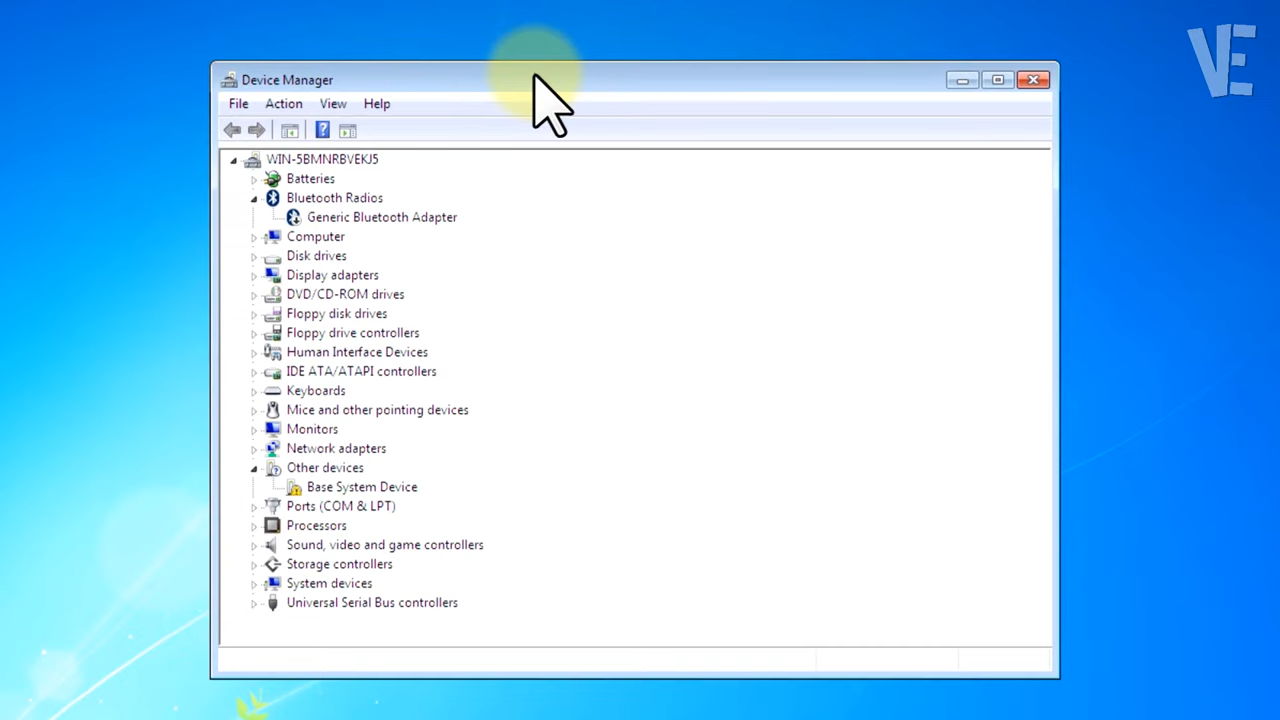 VE
Device Manager
File Action View Help
WIN-5BMNRBVEKJ5
Batteries
Bluetooth Radios
Generic Bluetooth Adapter
Computer
Disk drives
Display adapters
DVD/CD-ROM drives
Floppy disk drives
Floppy drive controllers
Human Interface Devices
IDE ATA/ATAPI controllers
Keyboards
Mice and other pointing devices
Monitors
Network adapters
Other devices
Base System Device
Ports (COM & LPT)
Processors
Sound, video and game controllers
Storage controllers
System devices
Universal Serial Bus controllers